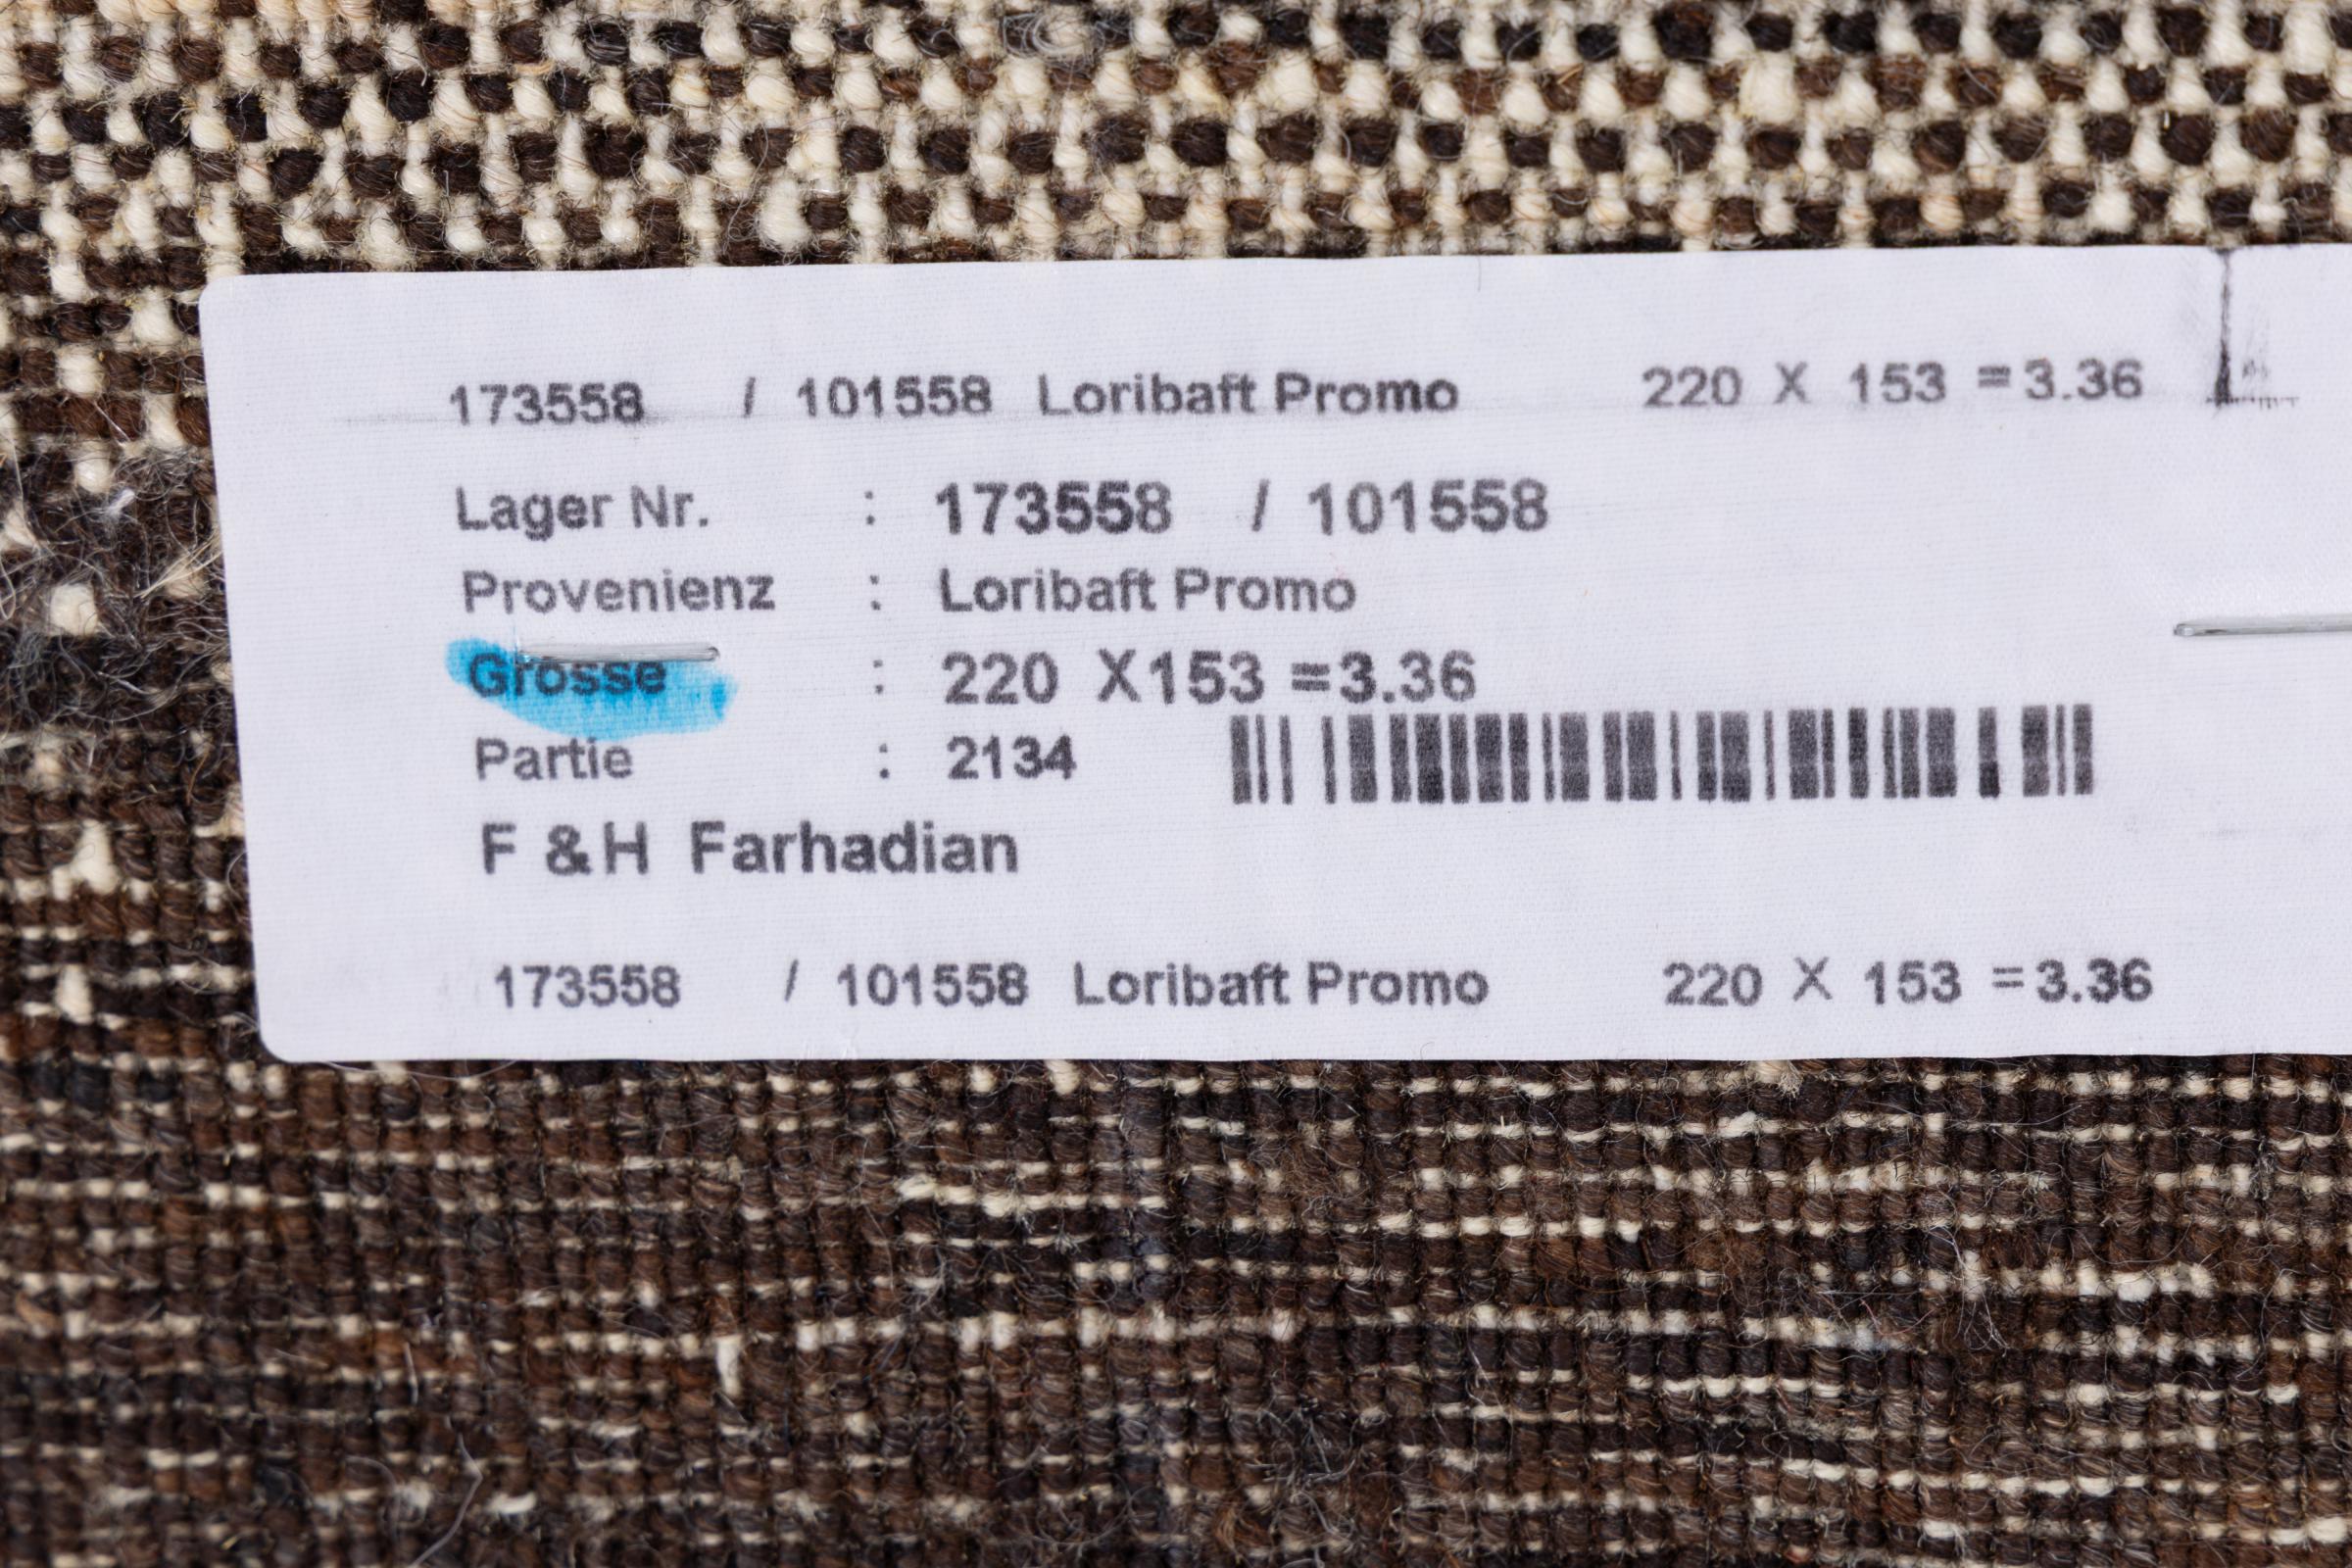 173558 / 101558 Loribaft Promo 220 X 153 =3.36
Lager Nr. : 173558 / 101558
Provenienz : Loribaft Promo
Grösse : 220 X153 =3.36
Partie : 2134
F &H Farhadian
173558 / 101558 Loribaft Promo 220 X 153 =3.36